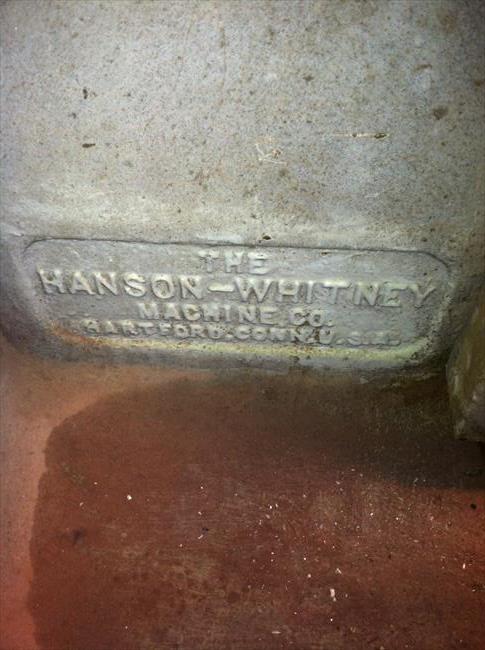 THE
HANSON-WHITNEY
MACHINE CO.
HARTFORD. CONN. U.S.A.